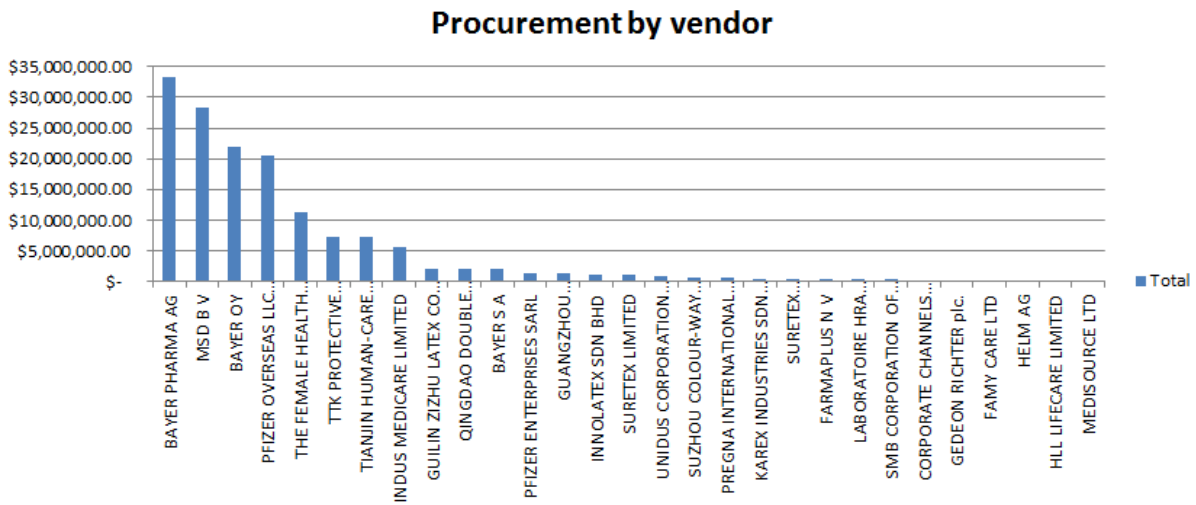 Procurement by vendor
$35,000,000.00
$30,000,000.00
$25,000,000.00
$20,000,000.00
$15,000,000.00
$10,000,000.00
$5,000,000.00
$-
BAYER PHARMA AG
MSD B V
BAYER OY
PFIZER OVERSEAS LLC…
THE FEMALE HEALTH…
TTK PROTECTIVE…
TIANJIN HUMAN-CARE…
INDUS MEDICARE LIMITED
GUILIN ZIZHU LATEX CO…
QINGDAO DOUBLE…
BAYER S A
PFIZER ENTERPRISES SARL
GUANGZHOU…
INNOLATEX SDN BHD
SURETEX LIMITED
UNIDUS CORPORATION…
SUZHOU COLOUR-WAY…
PREGNA INTERNATIONAL…
KAREX INDUSTRIES SDN…
SURETEX…
FARMAPLUS N V
LABORATOIRE HRA…
SMB CORPORATION OF…
CORPORATE CHANNELS…
GEDEON RICHTER plc.
FAMY CARE LTD
HELM AG
HLL LIFECARE LIMITED
MEDISOURCE LTD
Total